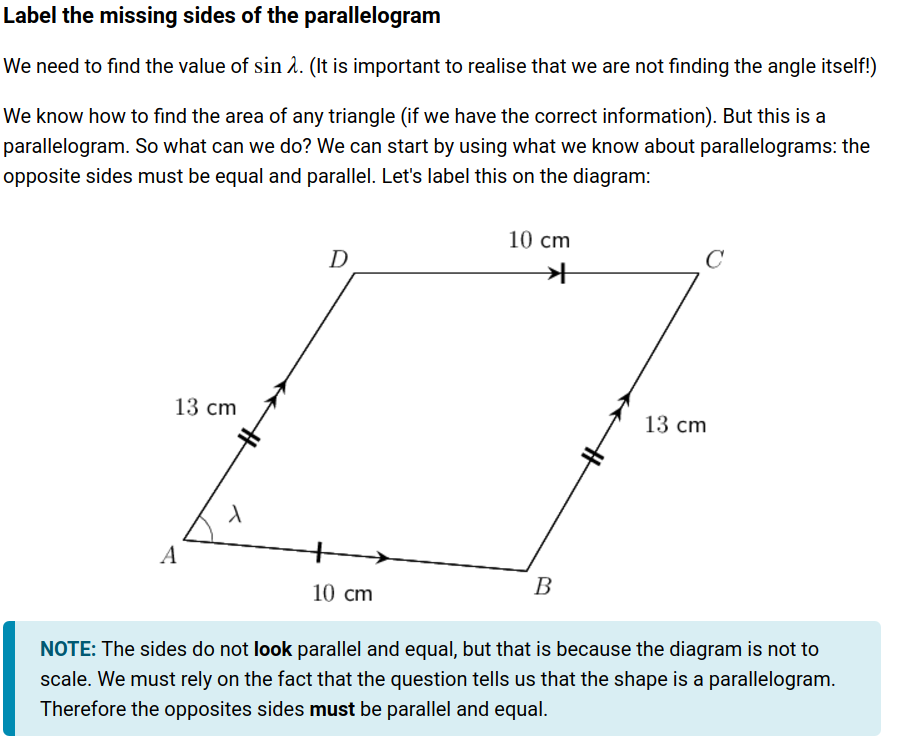 Label the missing sides of the parallelogram
We need to find the value of sin λ. (It is important to realise that we are not finding the angle itself!)
We know how to find the area of any triangle (if we have the correct information). But this is a
parallelogram. So what can we do? We can start by using what we know about parallelograms: the
opposite sides must be equal and parallel. Let's label this on the diagram:
10 cm
D
C
13 cm
13 cm
λ
A
10 cm
B
NOTE: The sides do not look parallel and equal, but that is because the diagram is not to
scale. We must rely on the fact that the question tells us that the shape is a parallelogram.
Therefore the opposites sides must be parallel and equal.